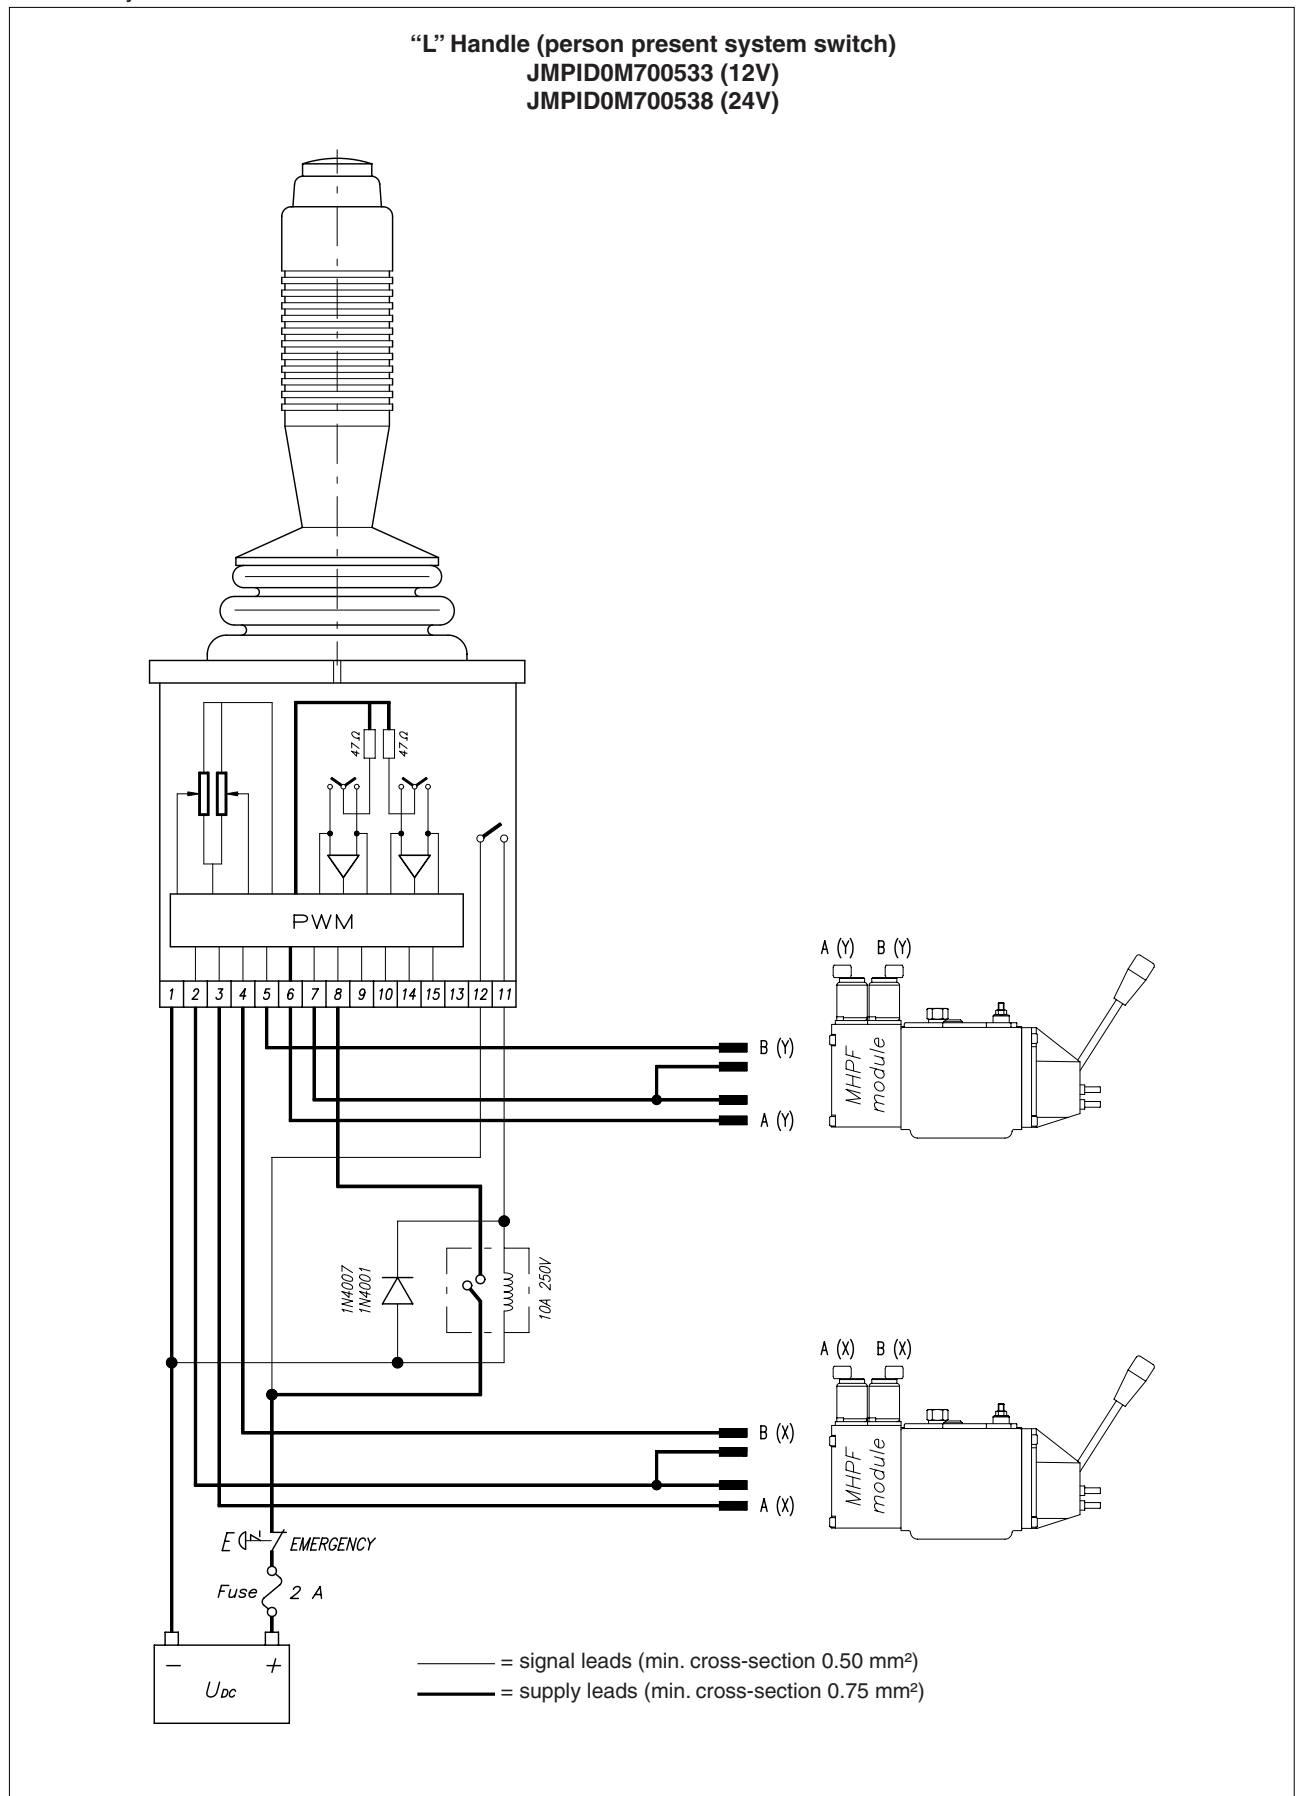 “L” Handle (person present system switch)
JMPID0M700533 (12V)
JMPID0M700538 (24V)
47Ω 47Ω
PWM
1 2 3 4 5 6 7 8 9 10 14 15 13 12 11
A (Y) B (Y)
B (Y)
MHPF
module
A (Y)
1N4007
1N4001
10A 250V
A (X) B (X)
B (X)
MHPF
module
A (X)
E EMERGENCY
Fuse 2 A
− +
UDC
= signal leads (min. cross-section 0.50 mm²)
= supply leads (min. cross-section 0.75 mm²)